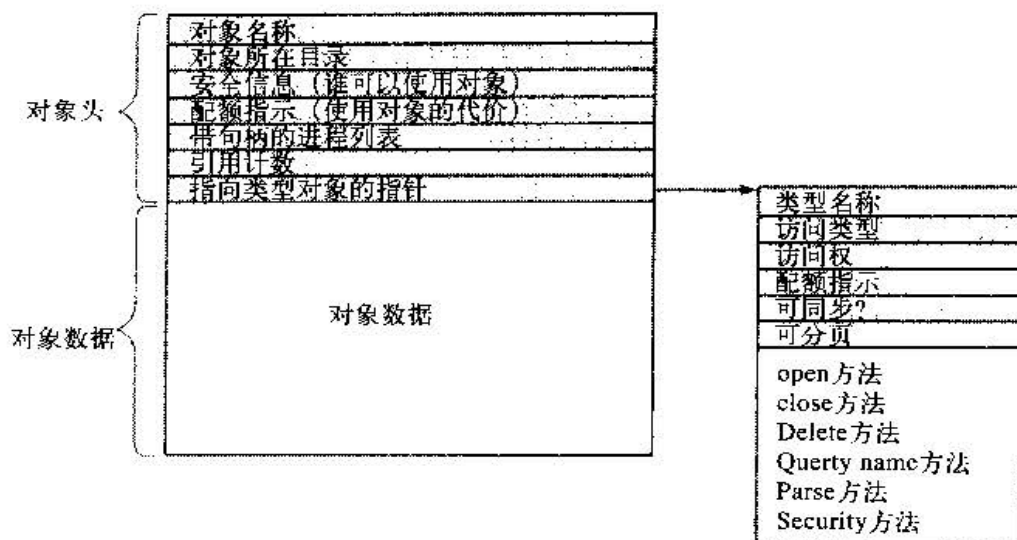 对象名称
对象所在目录
安全信息（谁可以使用对象）
配额指示（使用对象的代价）
带句柄的进程列表
引用计数
指向类型对象的指针
对象头
对象数据
对象数据
类型名称
访问类型
访问权
配额指示
可同步?
可分页
open方法
close方法
Delete方法
Querty name方法
Parse方法
Security方法